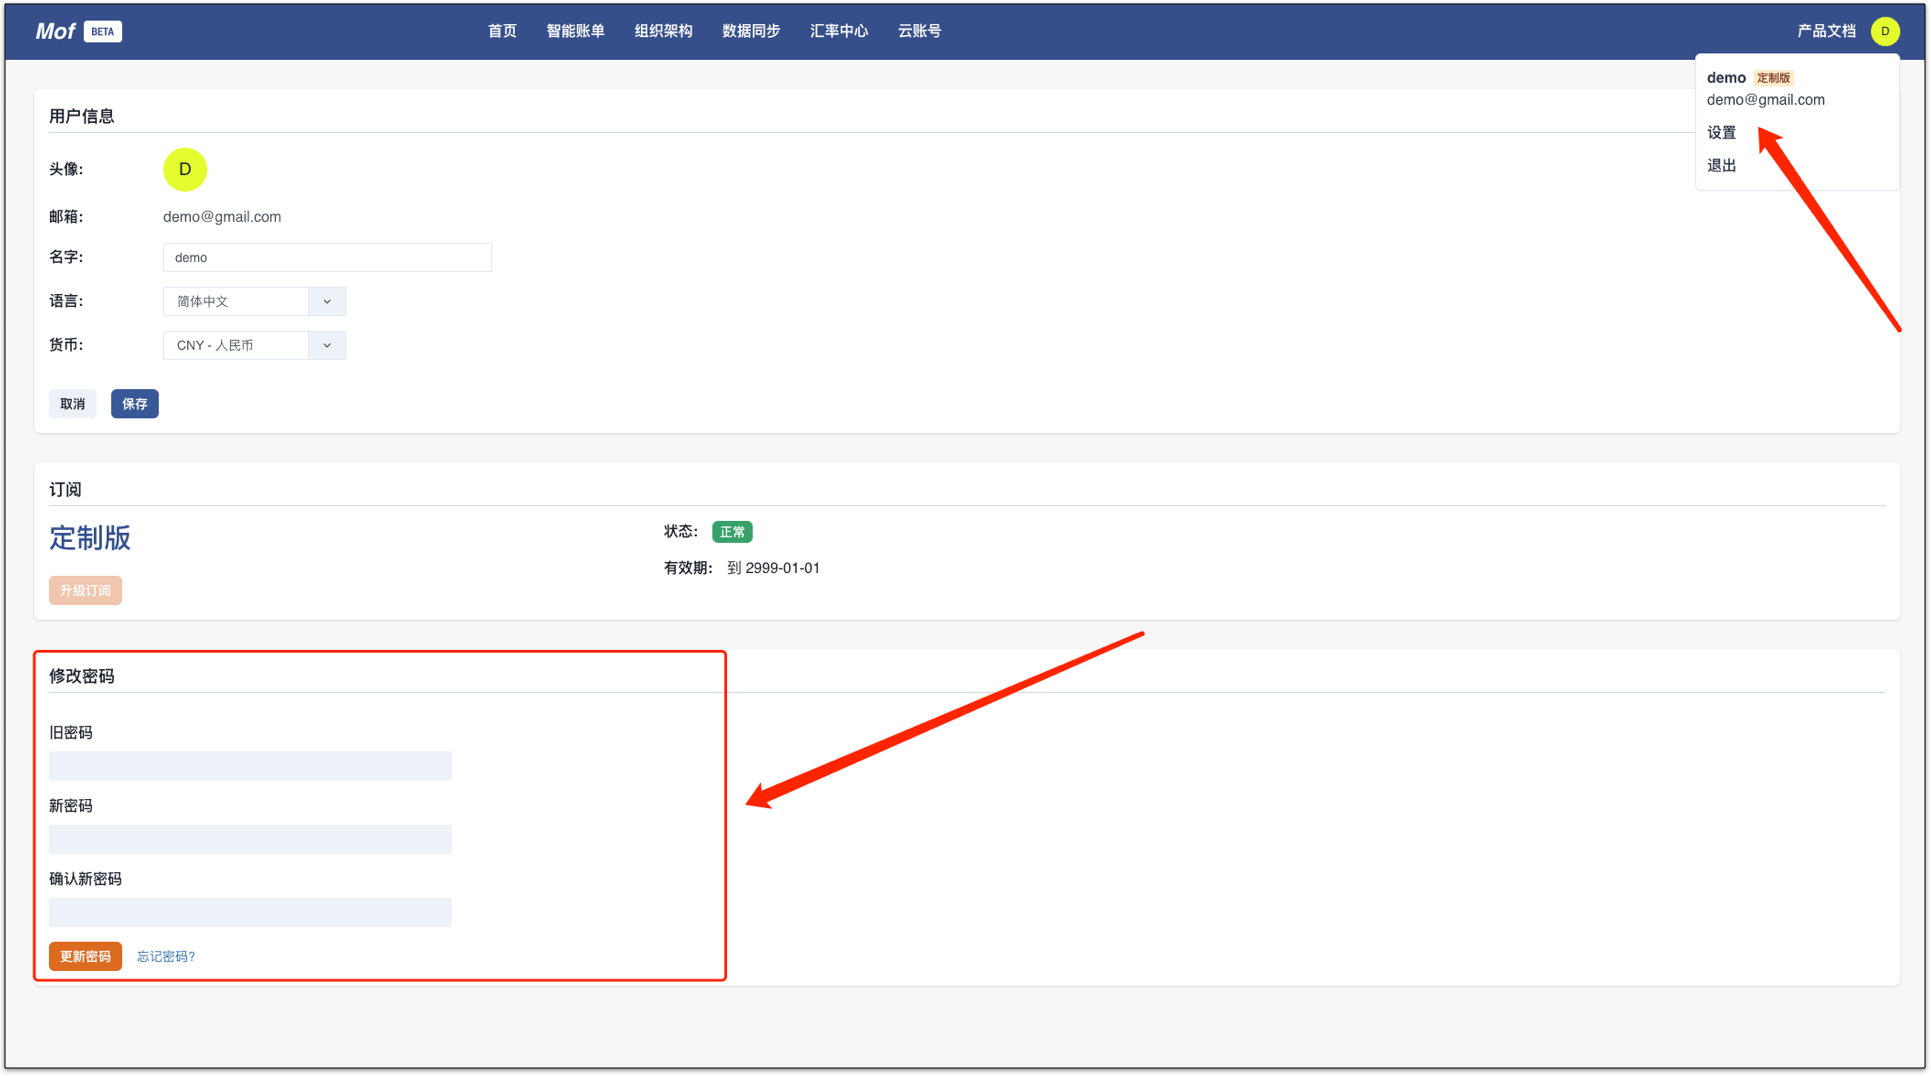 Mof BETA 首页 智能账单 组织架构 数据同步 汇率中心 云账号 产品文档 D
demo 定制版
demo@gmail.com
设置
退出
用户信息
头像: D
邮箱: demo@gmail.com
名字: demo
语言: 简体中文
货币: CNY - 人民币
取消 保存
订阅
定制版
状态: 正常
有效期: 到 2999-01-01
升级订阅
修改密码
旧密码
新密码
确认新密码
更新密码 忘记密码?